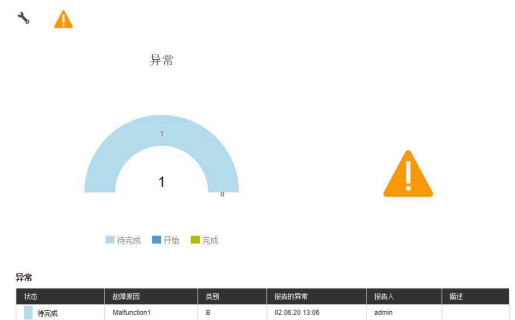 异常
1
1
0
待完成 开始 完成
异常
状态 故障原因 类别 报告的异常 报告人 描述
待完成 Malfunction1 B 02.06.20 13:06 admin